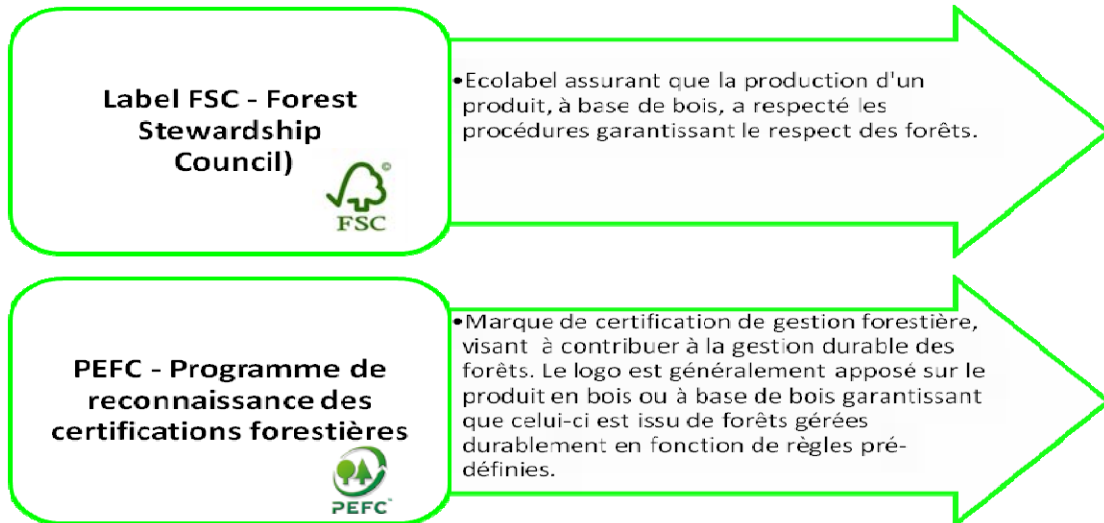 Label FSC - Forest
Stewardship
Council)
©
FSC
•Ecolabel assurant que la production d'un
produit, à base de bois, a respecté les
procédures garantissant le respect des forêts.
PEFC - Programme de
reconnaissance des
certifications forestières
PEFC™
•Marque de certification de gestion forestière,
visant à contribuer à la gestion durable des
forêts. Le logo est généralement apposé sur le
produit en bois ou à base de bois garantissant
que celui-ci est issu de forêts gérées
durablement en fonction de règles pré-
définies.